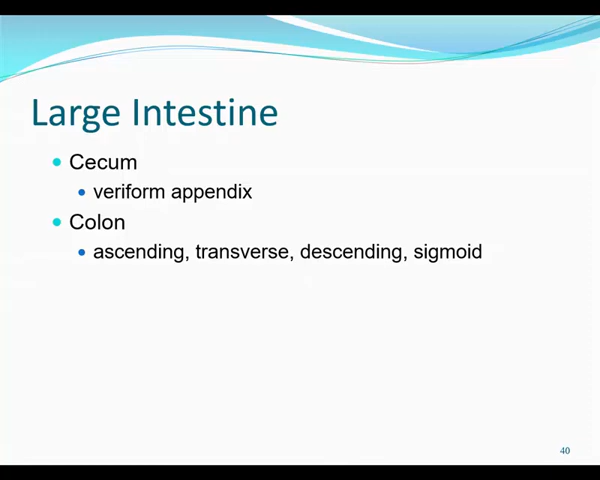 Large Intestine
Cecum
veriform appendix
Colon
ascending, transverse, descending, sigmoid
40